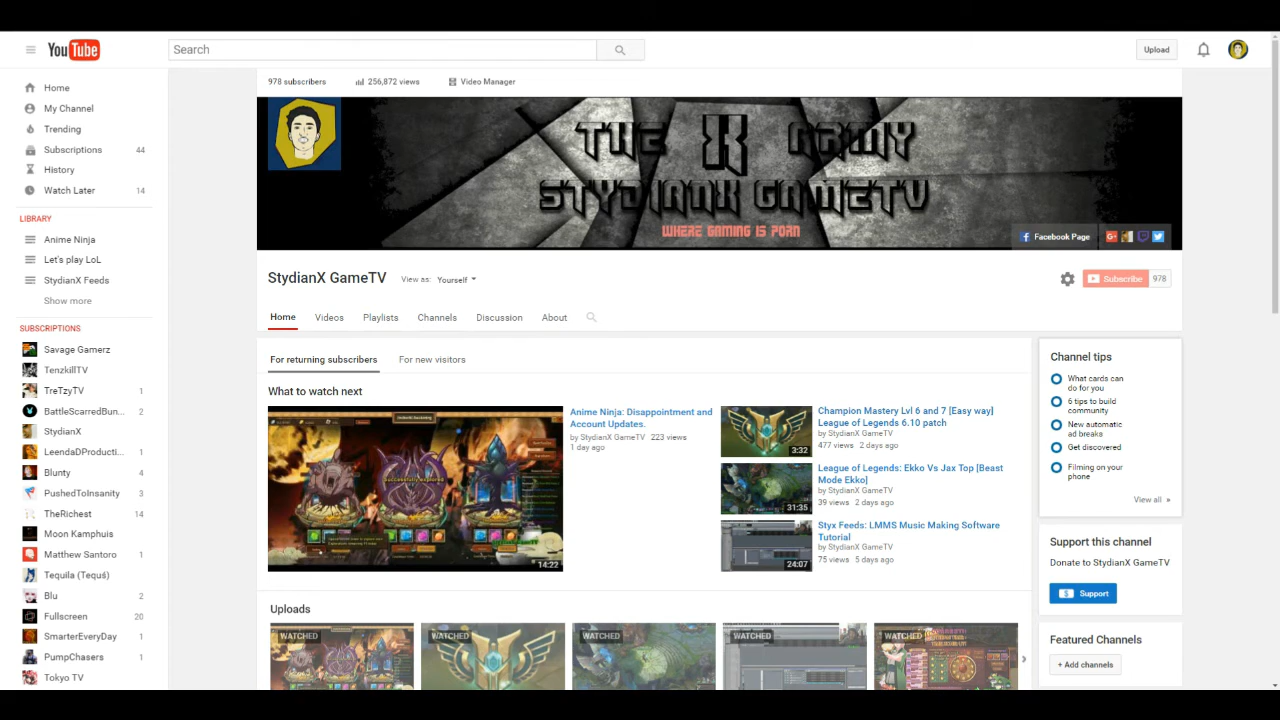 YouTube
Search
Upload
Home
My Channel
Trending
Subscriptions 44
History
Watch Later 14
LIBRARY
Anime Ninja
Let's play LoL
StydianX Feeds
Show more
SUBSCRIPTIONS
Savage Gamerz
TenzkillTV
TreTzyTV 1
BattleScarredBun... 2
StydianX
LeendaDProducti...
Blunty 4
PushedToInsanity 3
TheRichest 14
Moon Kamphuis
Matthew Santoro 1
Tequila (Tequš)
Blu 2
Fullscreen 20
SmarterEveryDay 1
PumpChasers 1
Tokyo TV
978 subscribers
256,872 views
Video Manager
THE X ARMY
STYDIANX GAMETV
WHERE GAMING IS PORN
Facebook Page
StydianX GameTV
View as: Yourself
Subscribe 978
Home Videos Playlists Channels Discussion About
For returning subscribers For new visitors
What to watch next
Successfully explored
14:22
Anime Ninja: Disappointment and
Account Updates.
by StydianX GameTV 223 views
1 day ago
3:32
Champion Mastery Lvl 6 and 7 [Easy way]
League of Legends 6.10 patch
by StydianX GameTV
477 views 2 days ago
31:35
League of Legends: Ekko Vs Jax Top [Beast
Mode Ekko]
by StydianX GameTV
39 views 2 days ago
24:07
Styx Feeds: LMMS Music Making Software
Tutorial
by StydianX GameTV
75 views 5 days ago
Uploads
WATCHED
WATCHED
WATCHED
WATCHED
WATCHED
Channel tips
What cards can
do for you
6 tips to build
community
New automatic
ad breaks
Get discovered
Filming on your
phone
View all »
Support this channel
Donate to StydianX GameTV
Support
Featured Channels
+ Add channels